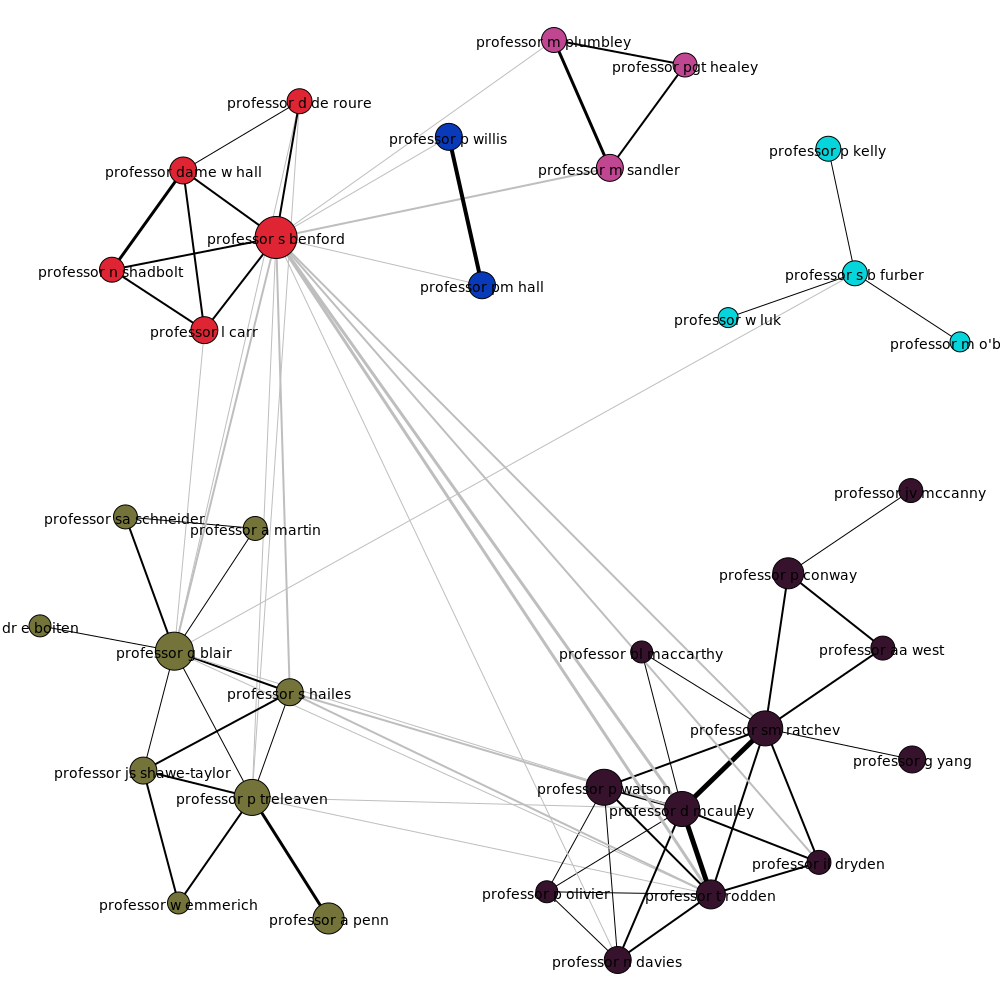 professor m plumbley
professor pgt healey
professor d de roure
professor p willis
professor p kelly
professor dame w hall
professor m sandler
professor s benford
professor n shadbolt
professor s b furber
professor pm hall
professor w luk
professor l carr
professor m o'b
professor jv mccanny
professor sa schneider
professor a martin
professor p conway
dr e boiten
professor g blair
professor bl maccarthy
professor aa west
professor s hailes
professor sm ratchev
professor g yang
professor js shawe-taylor
professor p treleaven
professor p watson
professor d mcauley
professor il dryden
professor w emmerich
professor a penn
professor p olivier
professor t rodden
professor n davies